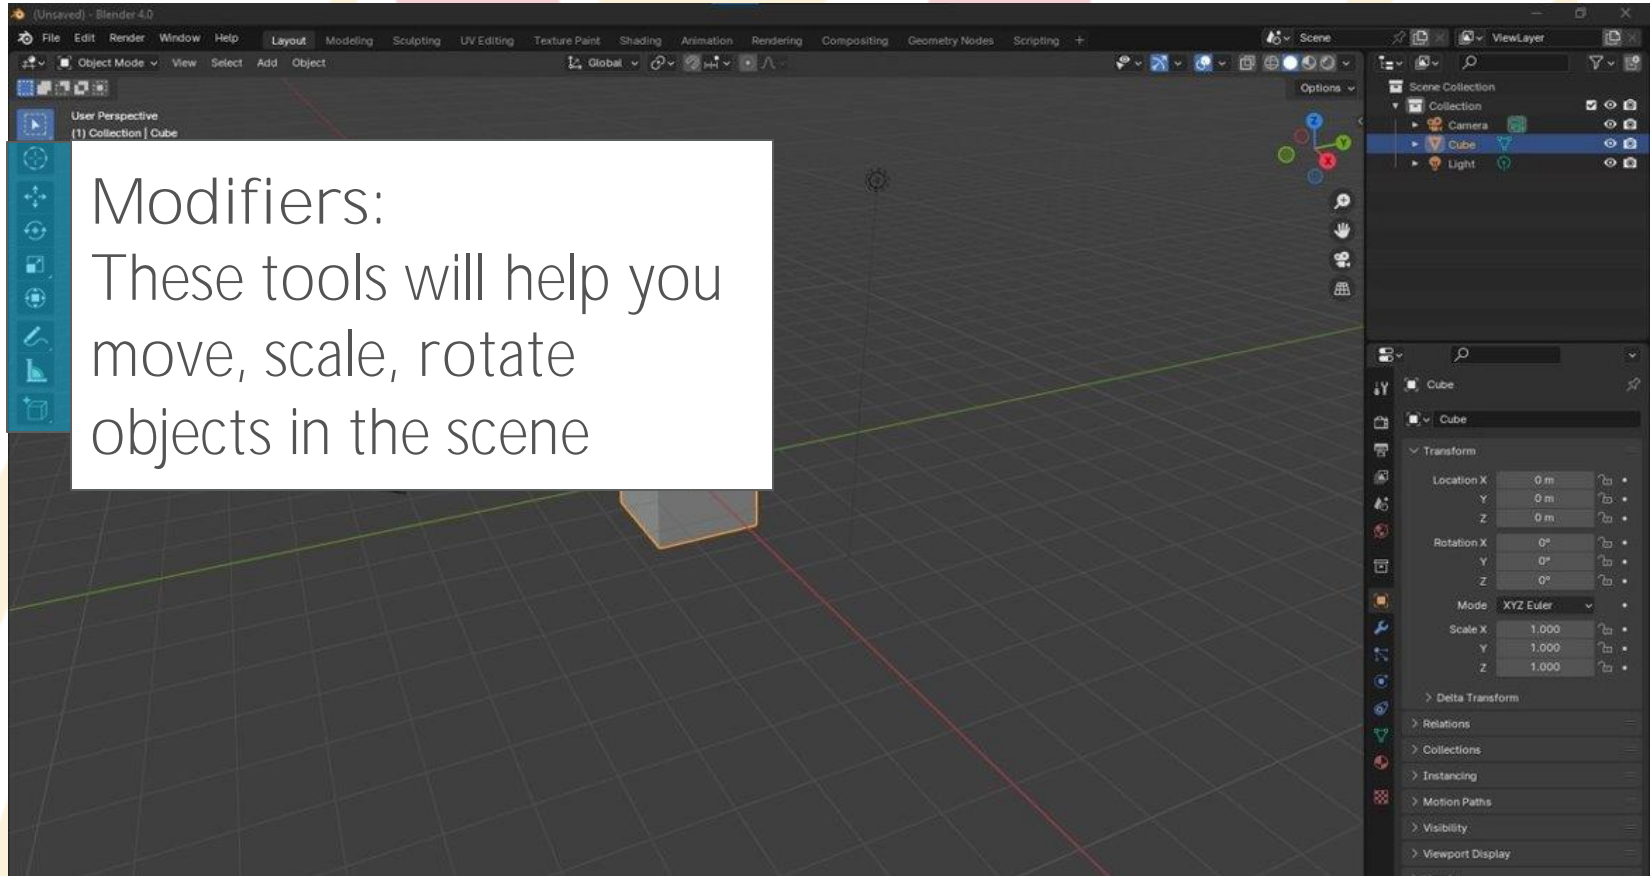 (Unsaved) - Blender 4.0
File Edit Render Window Help Layout Modeling Sculpting UV Editing Texture Paint Shading Animation Rendering Compositing Geometry Nodes Scripting + Scene ViewLayer
Object Mode View Select Add Object Global
Options
User Perspective
(1) Collection | Cube
Modifiers:
These tools will help you
move, scale, rotate
objects in the scene
Z
Y
X
Scene Collection
Collection
Camera
Cube
Light
Cube
Cube
Transform
Location X 0 m
Y 0 m
Z 0 m
Rotation X 0°
Y 0°
Z 0°
Mode XYZ Euler
Scale X 1.000
Y 1.000
Z 1.000
Delta Transform
Relations
Collections
Instancing
Motion Paths
Visibility
Viewport Display